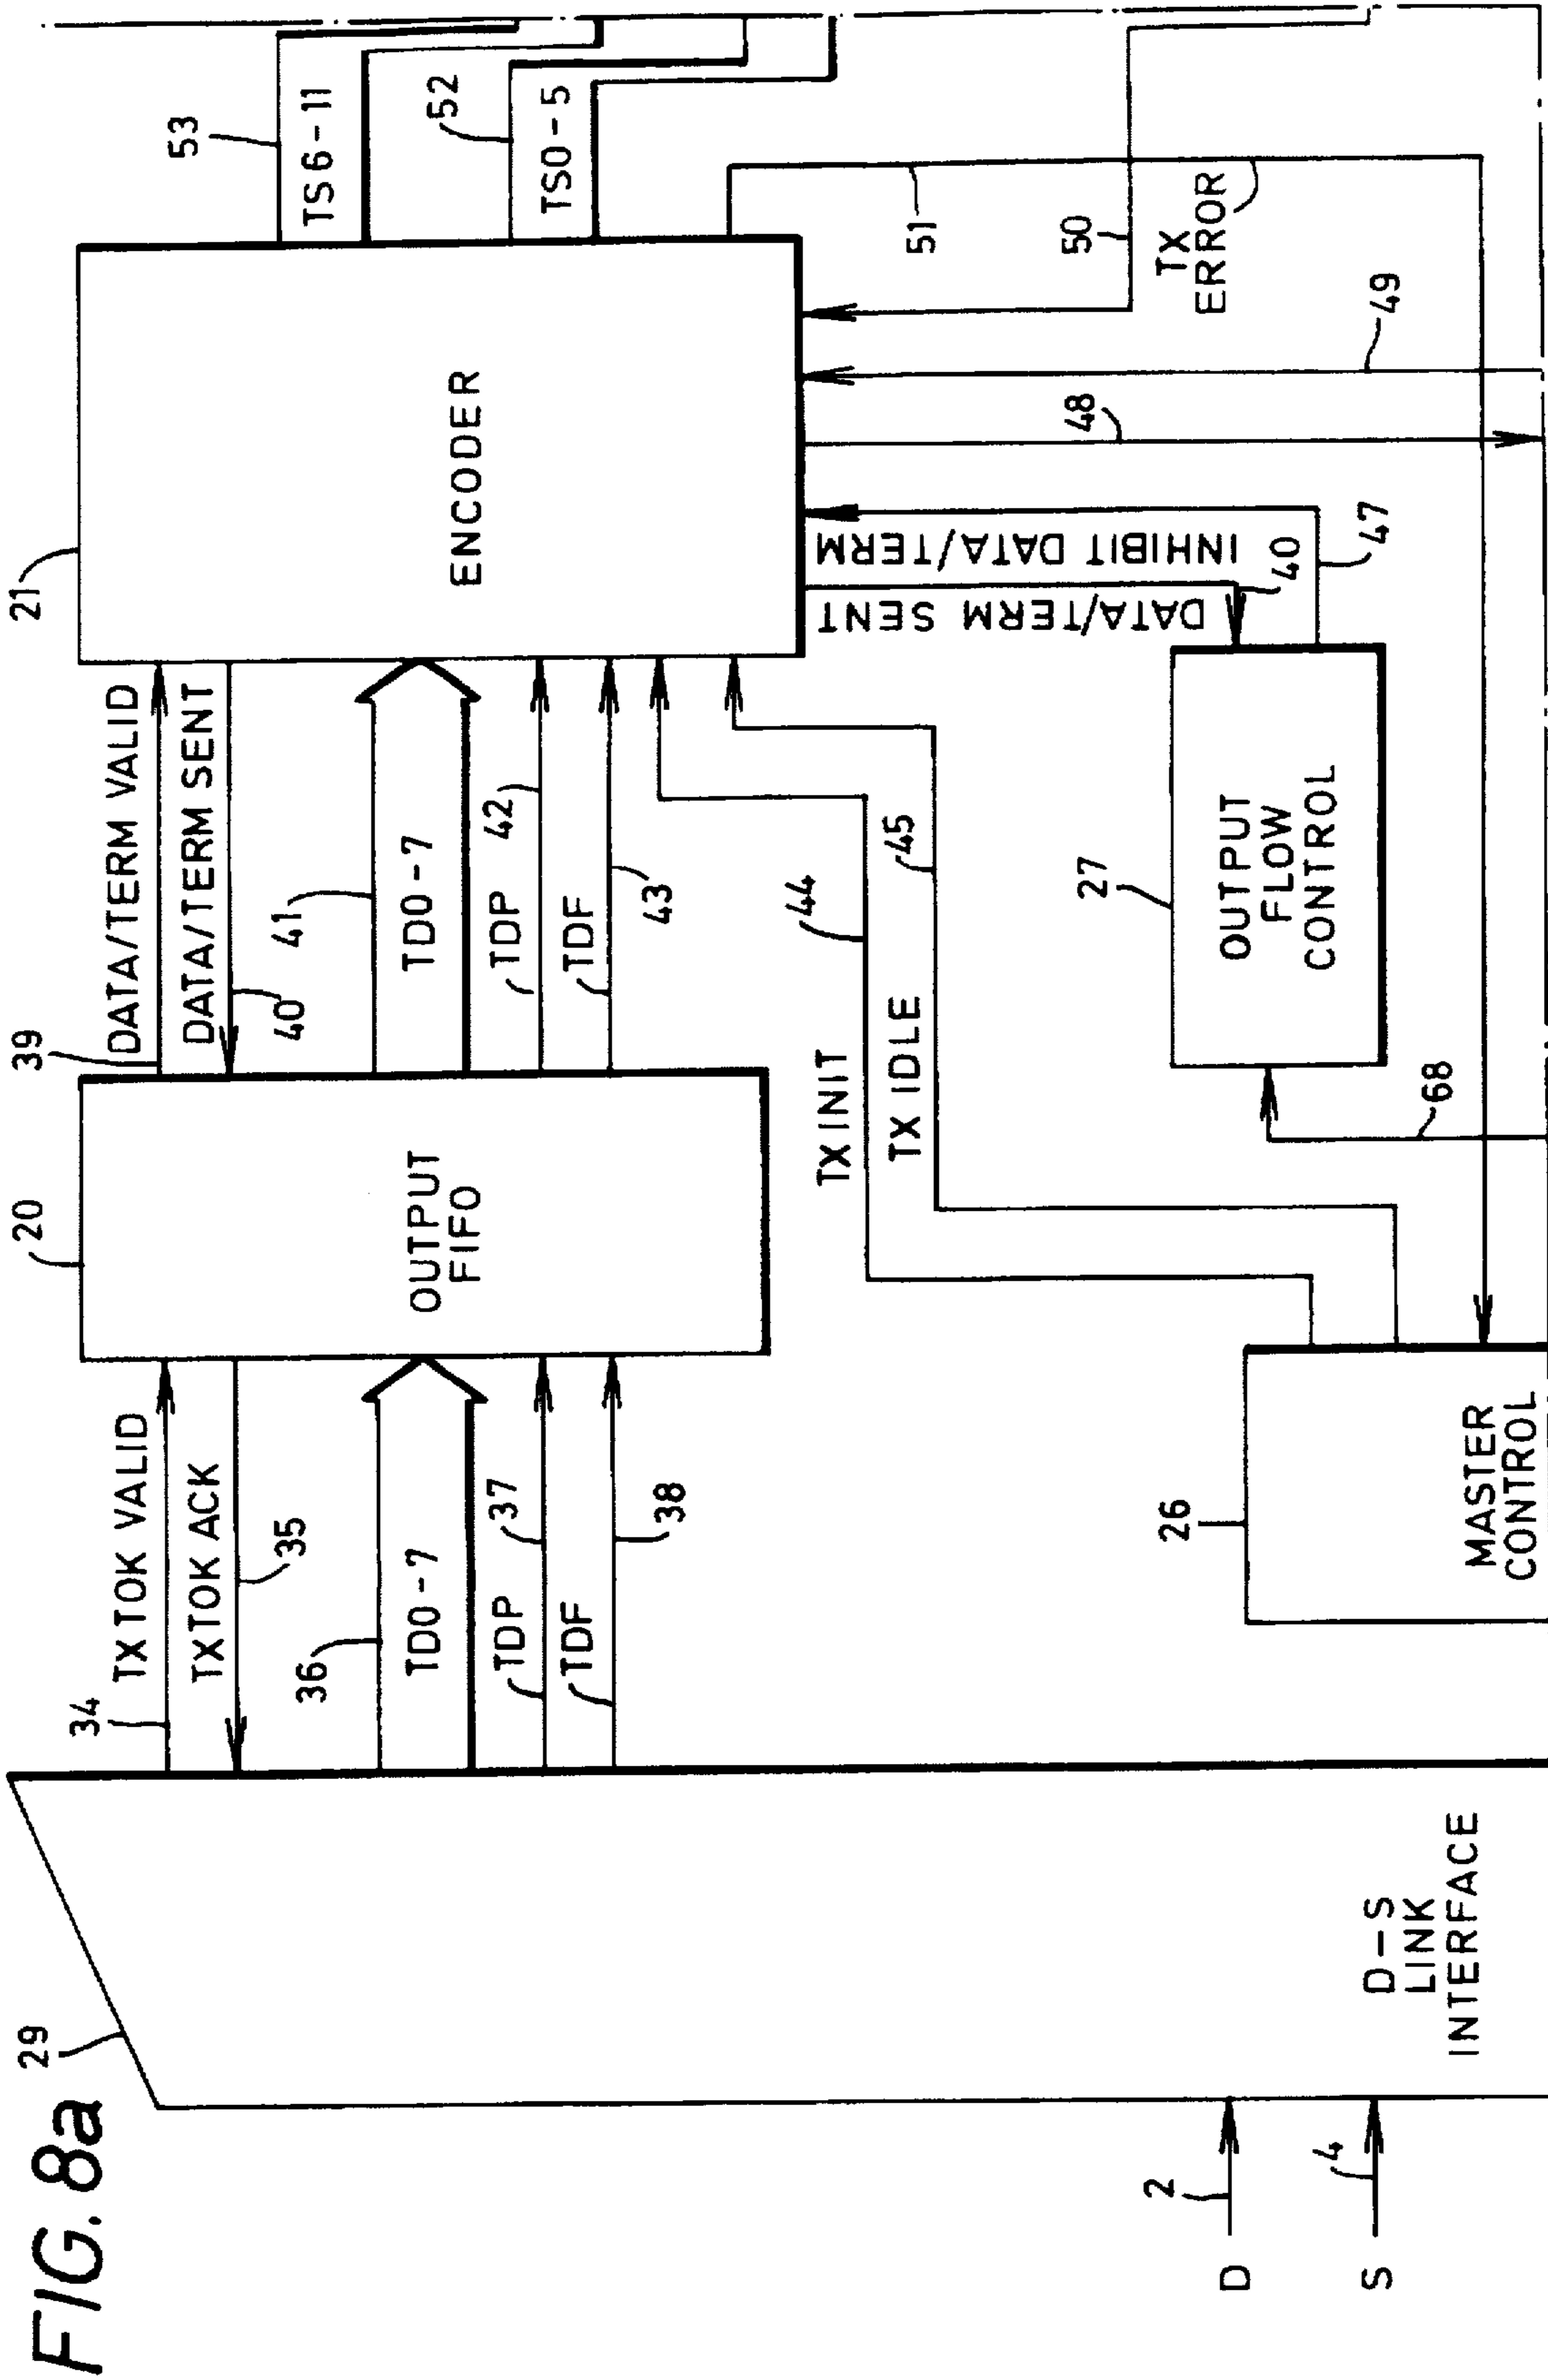 FIG. 8a
29
34
TX TOK VALID
TX TOK ACK
35
36
TD0-7
TDP
37
TDF
38
20
OUTPUT
FIFO
39
DATA/TERM VALID
DATA/TERM SENT
40
41
TD0-7
TDP
42
TDF
43
21
ENCODER
53
TS6-11
52
TS0-5
51
50
TX
ERROR
49
48
INHIBIT DATA/TERM
DATA/TERM SENT
40
47
TX INIT
44
TX IDLE
45
27
OUTPUT
FLOW
CONTROL
68
26
MASTER
CONTROL
D-S
LINK
INTERFACE
D
2
S
4